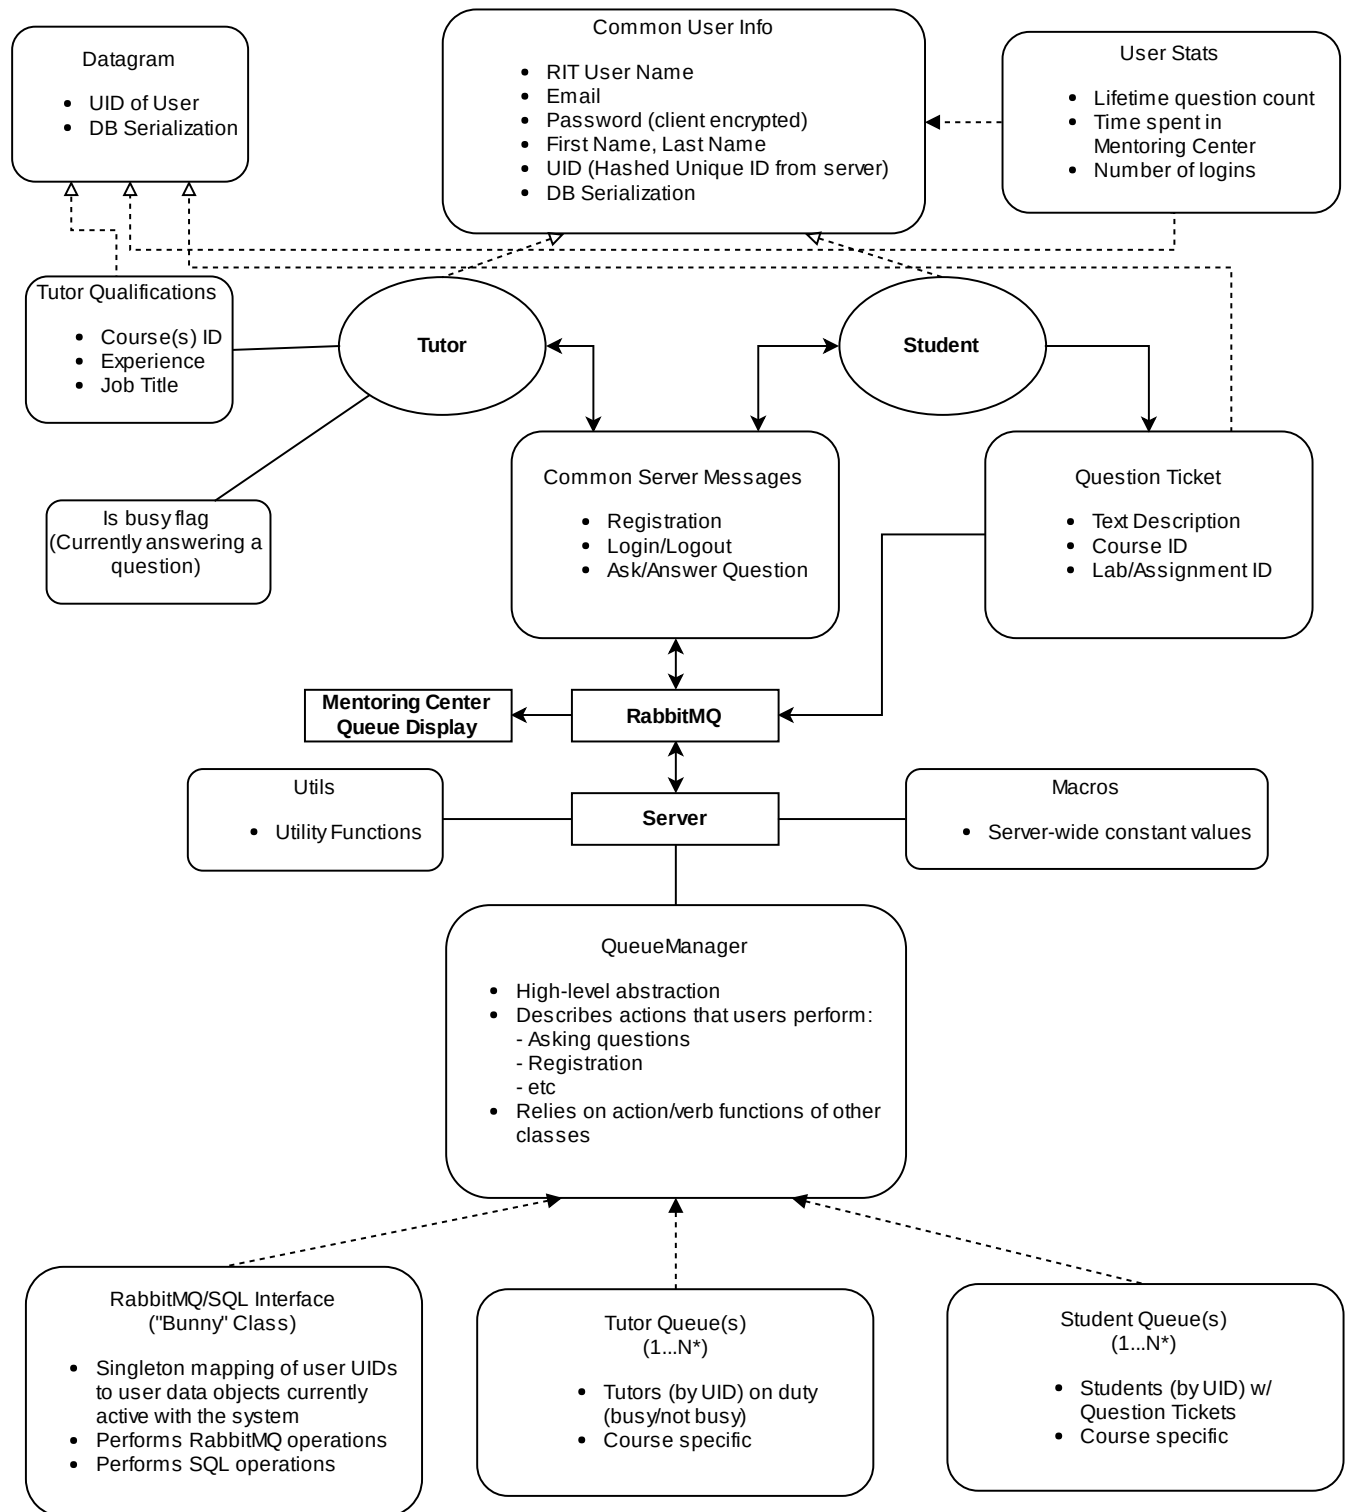 Datagram
• UID of User
• DB Serialization
Common User Info
• RIT User Name
• Email
• Password (client encrypted)
• First Name, Last Name
• UID (Hashed Unique ID from server)
• DB Serialization
User Stats
• Lifetime question count
• Time spent in
Mentoring Center
• Number of logins
Tutor Qualifications
• Course(s) ID
• Experience
• Job Title
Tutor
Student
Is busy flag
(Currently answering a
question)
Common Server Messages
• Registration
• Login/Logout
• Ask/Answer Question
Question Ticket
• Text Description
• Course ID
• Lab/Assignment ID
Mentoring Center
Queue Display
RabbitMQ
Utils
• Utility Functions
Server
Macros
• Server-wide constant values
QueueManager
• High-level abstraction
• Describes actions that users perform:
- Asking questions
- Registration
- etc
• Relies on action/verb functions of other
classes
RabbitMQ/SQL Interface
("Bunny" Class)
• Singleton mapping of user UIDs
to user data objects currently
active with the system
• Performs RabbitMQ operations
• Performs SQL operations
Tutor Queue(s)
(1...N*)
• Tutors (by UID) on duty
(busy/not busy)
• Course specific
Student Queue(s)
(1...N*)
• Students (by UID) w/
Question Tickets
• Course specific